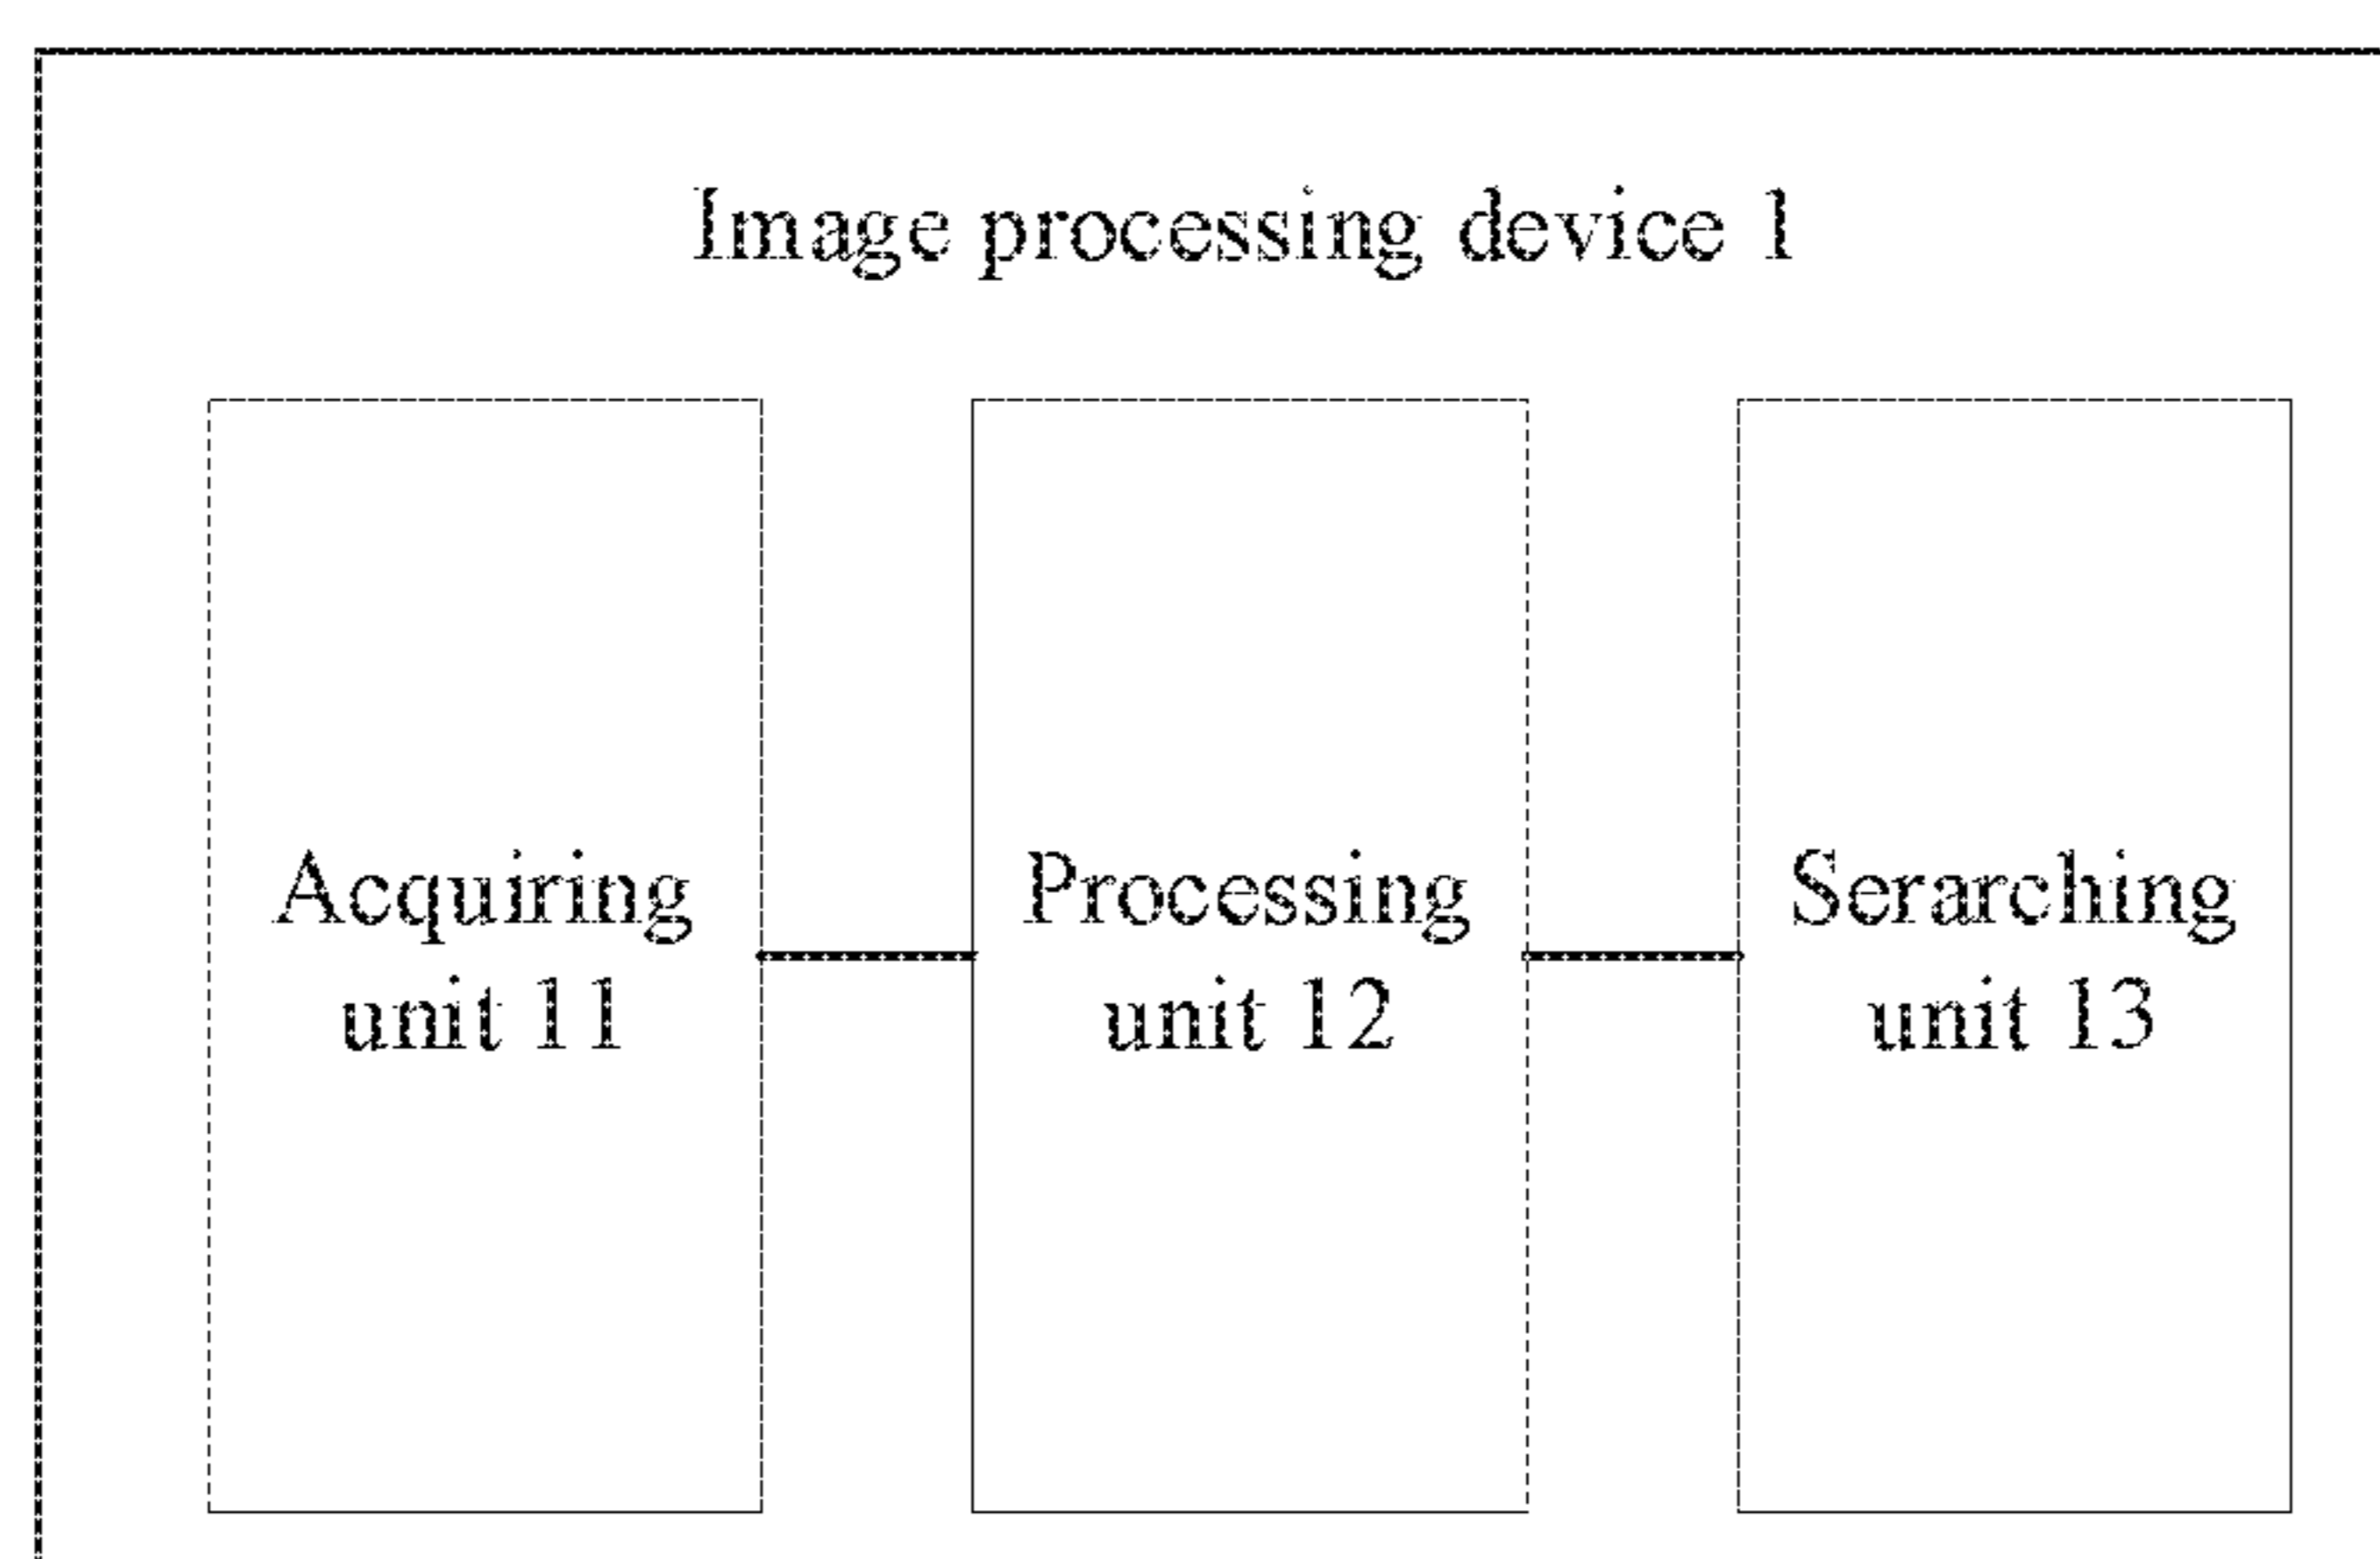 Image processing device 1
Acquiring
unit 11
Processing
unit 12
Serarching
unit 13